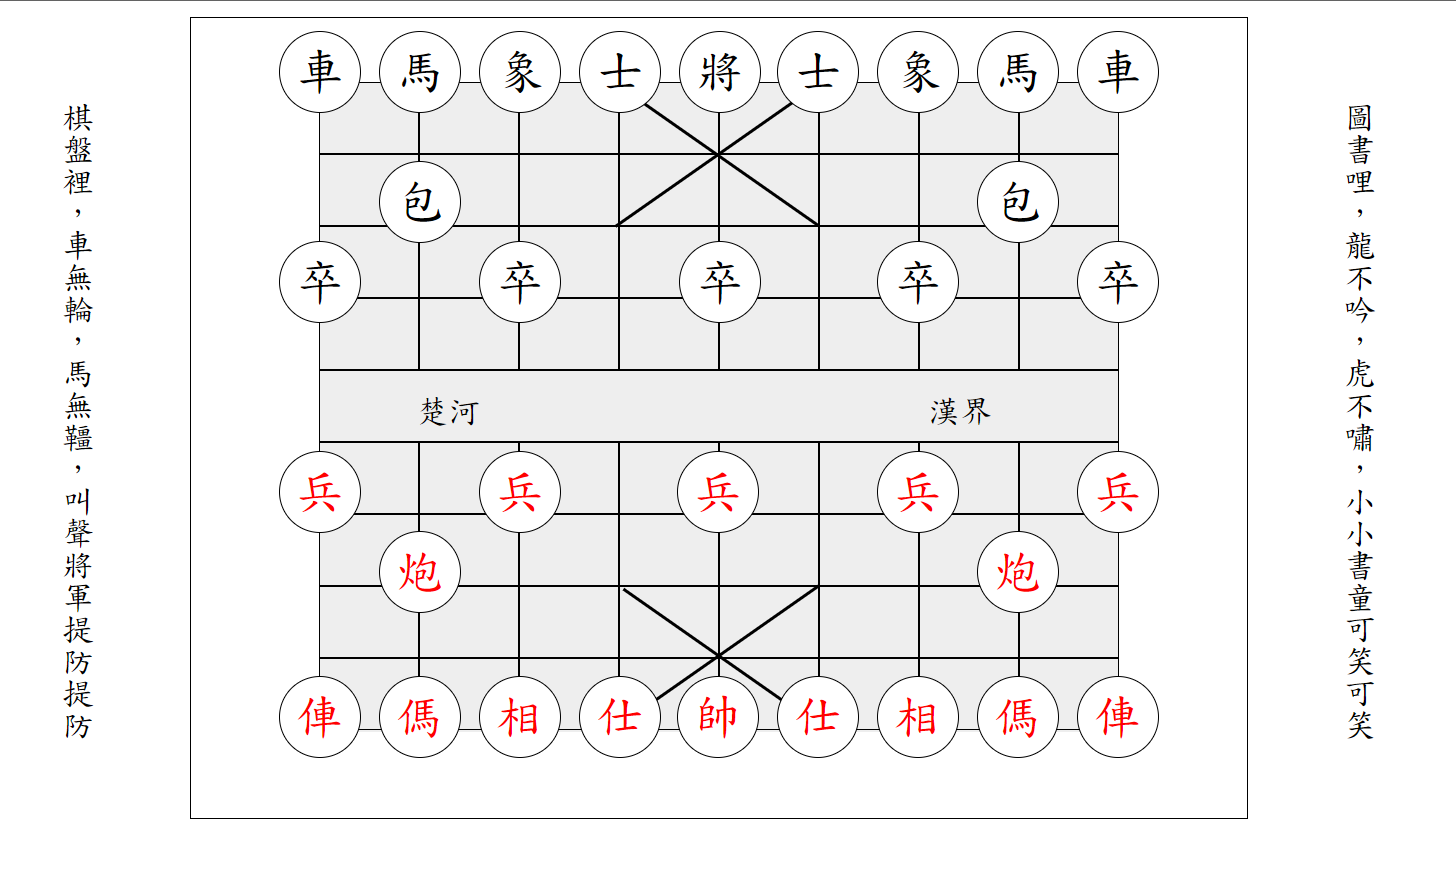 圖書哩，龍不吟，虎不嘯，小小書童可笑可笑
車馬象士將士象馬車
包包
卒卒卒卒卒
楚河 漢界
兵兵兵兵兵
炮炮
俥傌相仕帥仕相傌俥
棋盤裡，車無輪，馬無韁，叫聲將軍提防提防